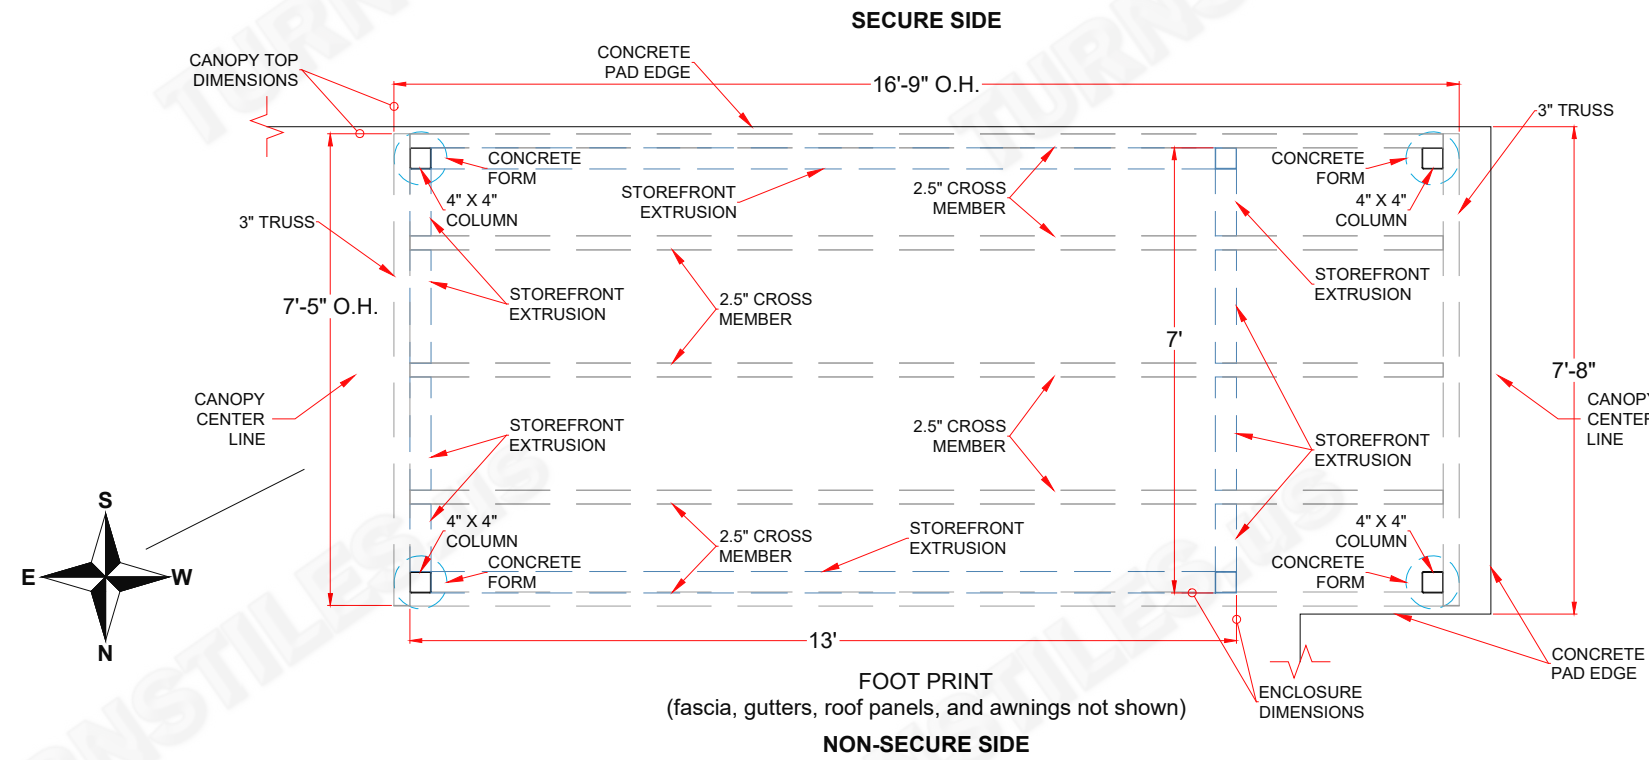 SECURE SIDE
CANOPY TOP
DIMENSIONS
CONCRETE
PAD EDGE
16'-9" O.H.
3" TRUSS
CONCRETE
FORM
4" X 4"
COLUMN
STOREFRONT
EXTRUSION
2.5" CROSS
MEMBER
CONCRETE
FORM
4" X 4"
COLUMN
3" TRUSS
7'-5" O.H.
STOREFRONT
EXTRUSION
2.5" CROSS
MEMBER
STOREFRONT
EXTRUSION
7'
7'-8"
CANOPY
CENTER
LINE
CANOPY
CENTER
LINE
STOREFRONT
EXTRUSION
2.5" CROSS
MEMBER
STOREFRONT
EXTRUSION
4" X 4"
COLUMN
CONCRETE
FORM
2.5" CROSS
MEMBER
STOREFRONT
EXTRUSION
4" X 4"
COLUMN
CONCRETE
FORM
S
E
W
N
13'
CONCRETE
PAD EDGE
ENCLOSURE
DIMENSIONS
FOOT PRINT
(fascia, gutters, roof panels, and awnings not shown)
NON-SECURE SIDE
TURNSTILES.us